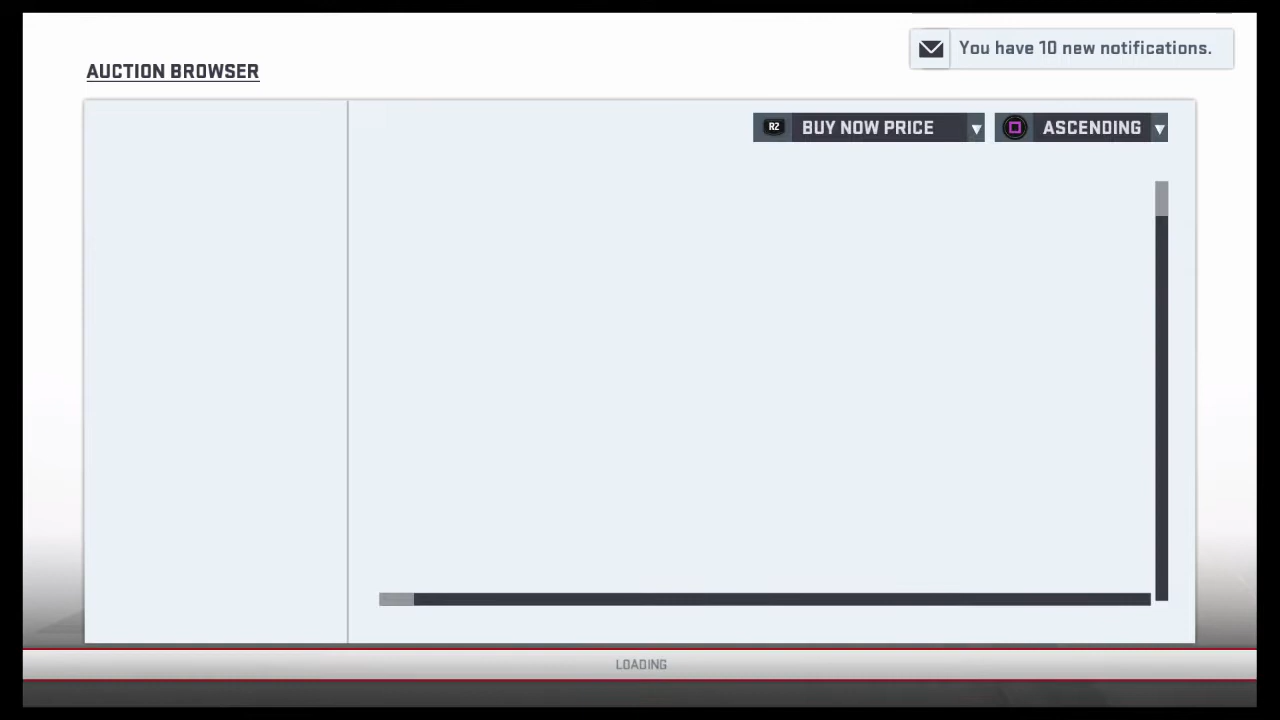 You have 10 new notifications.
AUCTION BROWSER
R2 BUY NOW PRICE
ASCENDING
LOADING